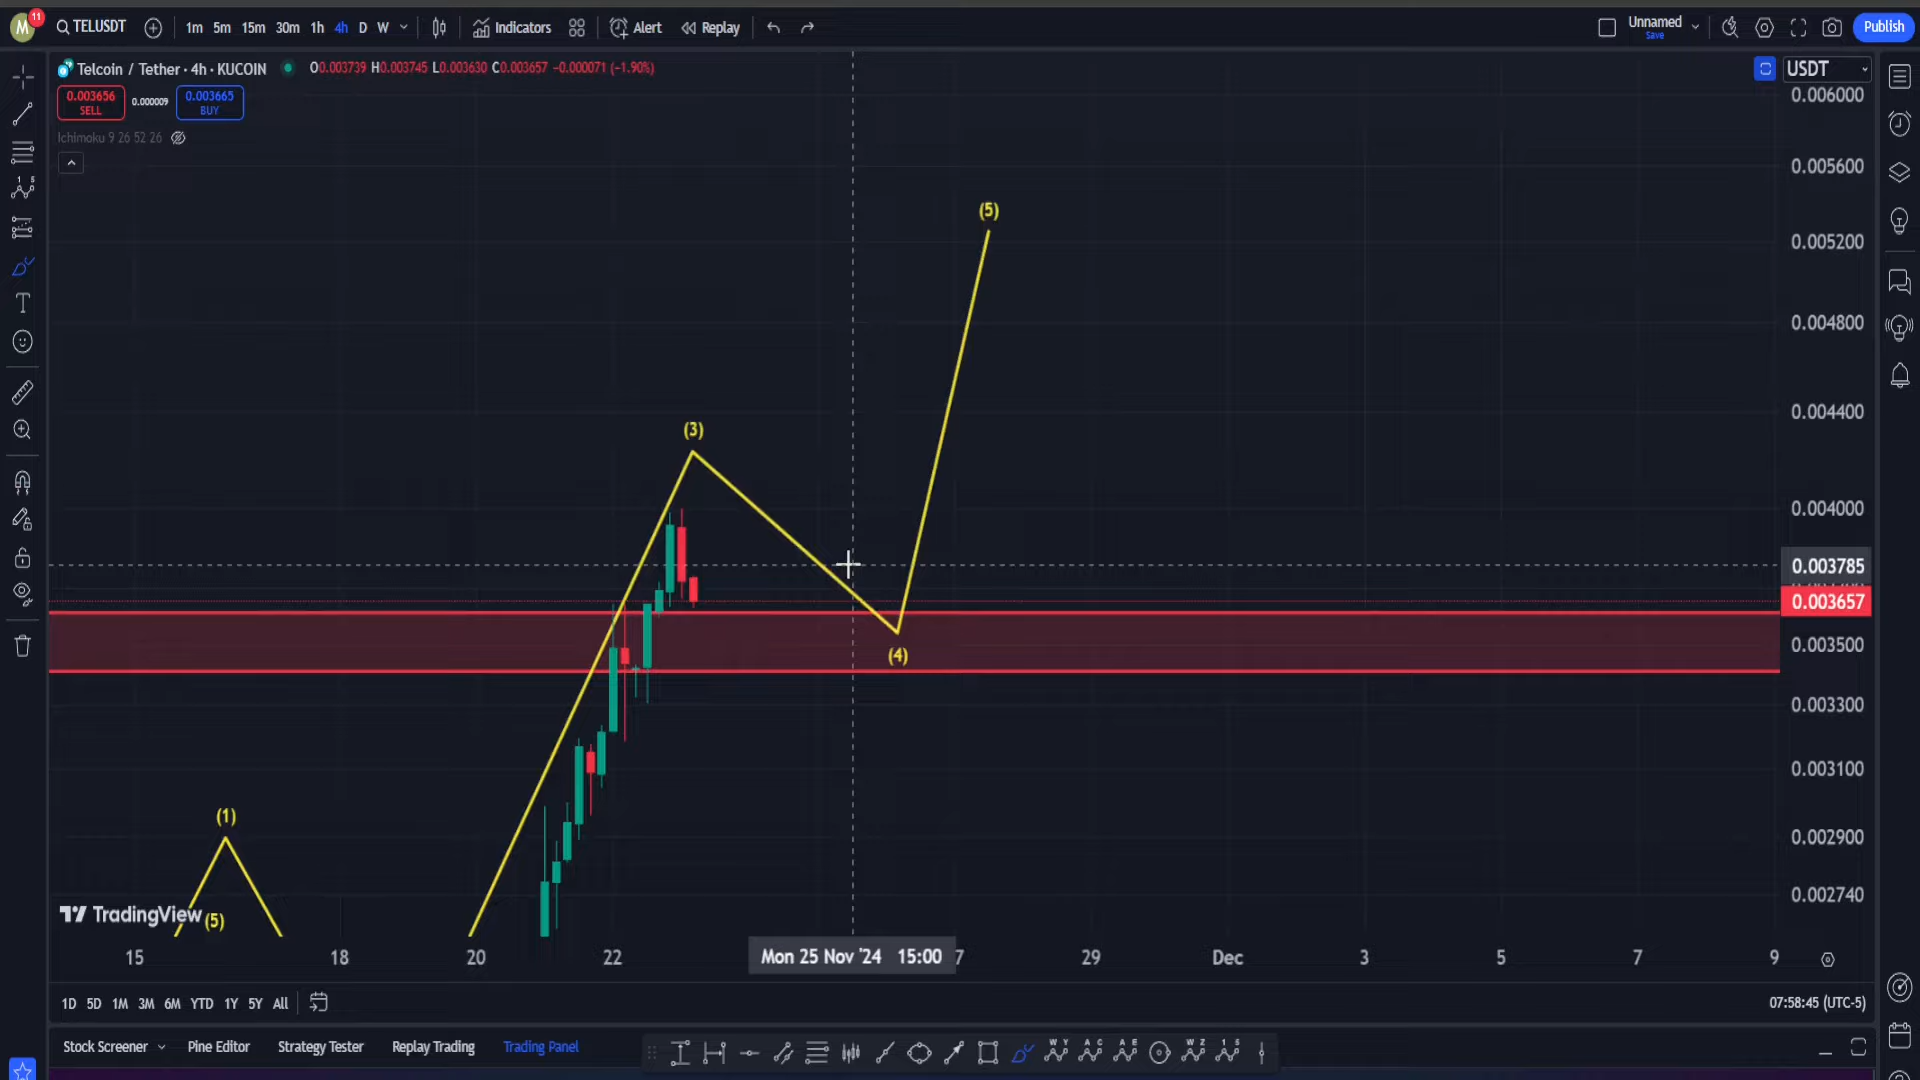 M 11 TELUSDT 1m 5m 15m 30m 1h 4h D W Indicators Alert Replay Unnamed Save Publish
Telcoin / Tether · 4h · KUCOIN O0.003739 H0.003745 L0.003630 C0.003657 −0.000071 (−1.90%) USDT
0.003656 SELL 0.000009 0.003665 BUY
Ichimoku 9 26 52 26
0.006000
0.005600
(5)
0.005200
0.004800
0.004400
(3)
0.004000
0.003785
0.003657
0.003500
(4)
0.003300
0.003100
(1)
0.002900
0.002740
TradingView (5)
15 18 20 22 Mon 25 Nov '24 15:00 7 29 Dec 3 5 7 9
1D 5D 1M 3M 6M YTD 1Y 5Y All 07:58:45 (UTC-5)
Stock Screener Pine Editor Strategy Tester Replay Trading Trading Panel